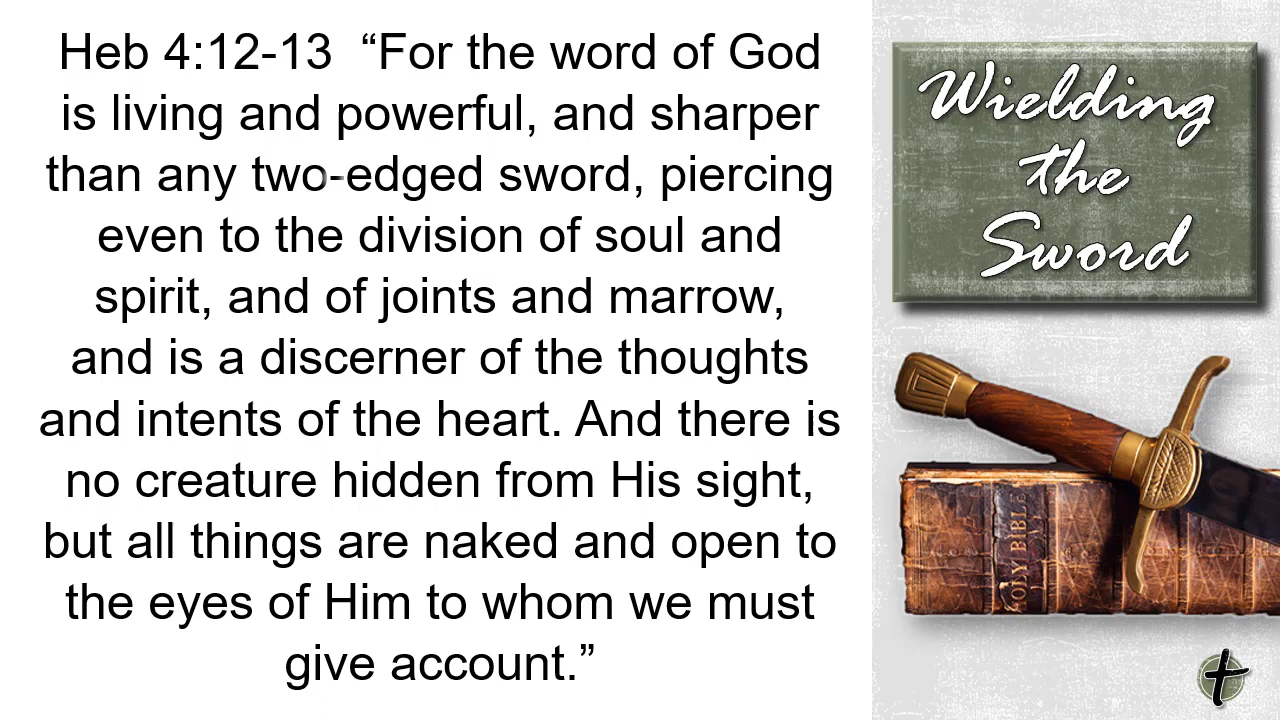 Heb 4:12-13  “For the word of God
is living and powerful, and sharper
than any two-edged sword, piercing
even to the division of soul and
spirit, and of joints and marrow,
and is a discerner of the thoughts
and intents of the heart. And there is
no creature hidden from His sight,
but all things are naked and open to
the eyes of Him to whom we must
give account.”
Wielding
the
Sword
HOLY BIBLE